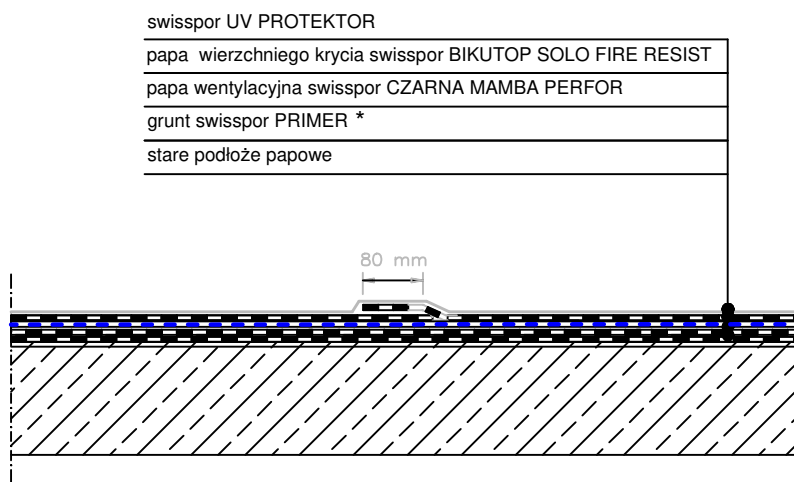 swisspor UV PROTEKTOR
papa wierzchniego krycia swisspor BIKUTOP SOLO FIRE RESIST
papa wentylacyjna swisspor CZARNA MAMBA PERFOR
grunt swisspor PRIMER *
stare podłoże papowe
80 mm